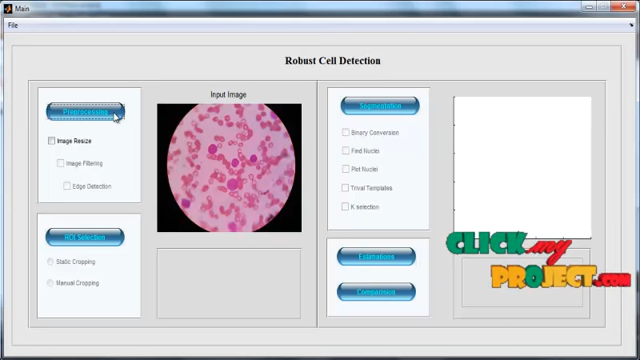 Main
File
Robust Cell Detection
Preprocessing
Image Resize
Image Filtering
Edge Detection
ROI Selection
Static Cropping
Manual Cropping
Input Image
Segmentation
Binary Conversion
Find Nuclei
Plot Nuclei
Trival Templates
K selection
Estimations
Comparison
CLICK my
PROJECT.com